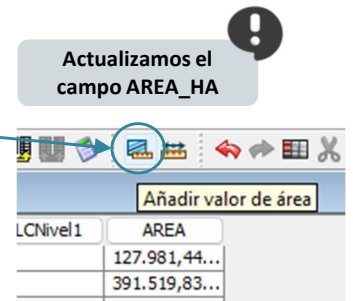 Actualizamos el
campo AREA_HA
Añadir valor de área
LCNivel1 AREA
127.981,44...
391.519,83...